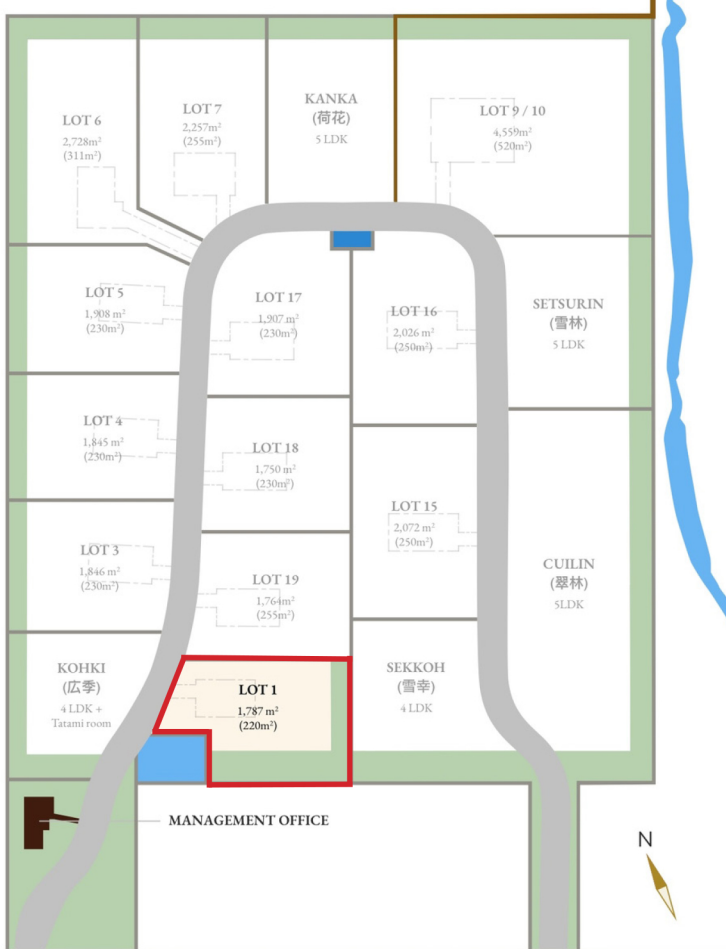 LOT 6
2,728m²
(311m²)
LOT 7
2,257m²
(255m²)
KANKA
(荷花)
5 LDK
LOT 9 / 10
4,559m²
(520m²)
LOT 5
1,908 m²
(230m²)
LOT 17
1,907 m²
(230m²)
LOT 16
2,026 m²
(250m²)
SETSURIN
(雪林)
5 LDK
LOT 4
1,845 m²
(230m²)
LOT 18
1,750 m²
(230m²)
LOT 15
2,072 m²
(250m²)
LOT 3
1,846 m²
(230m²)
LOT 19
1,764m²
(255m²)
CUILIN
(翠林)
5LDK
KOHKI
(広季)
4 LDK +
Tatami room
LOT 1
1,787 m²
(220m²)
SEKKOH
(雪幸)
4 LDK
MANAGEMENT OFFICE
N